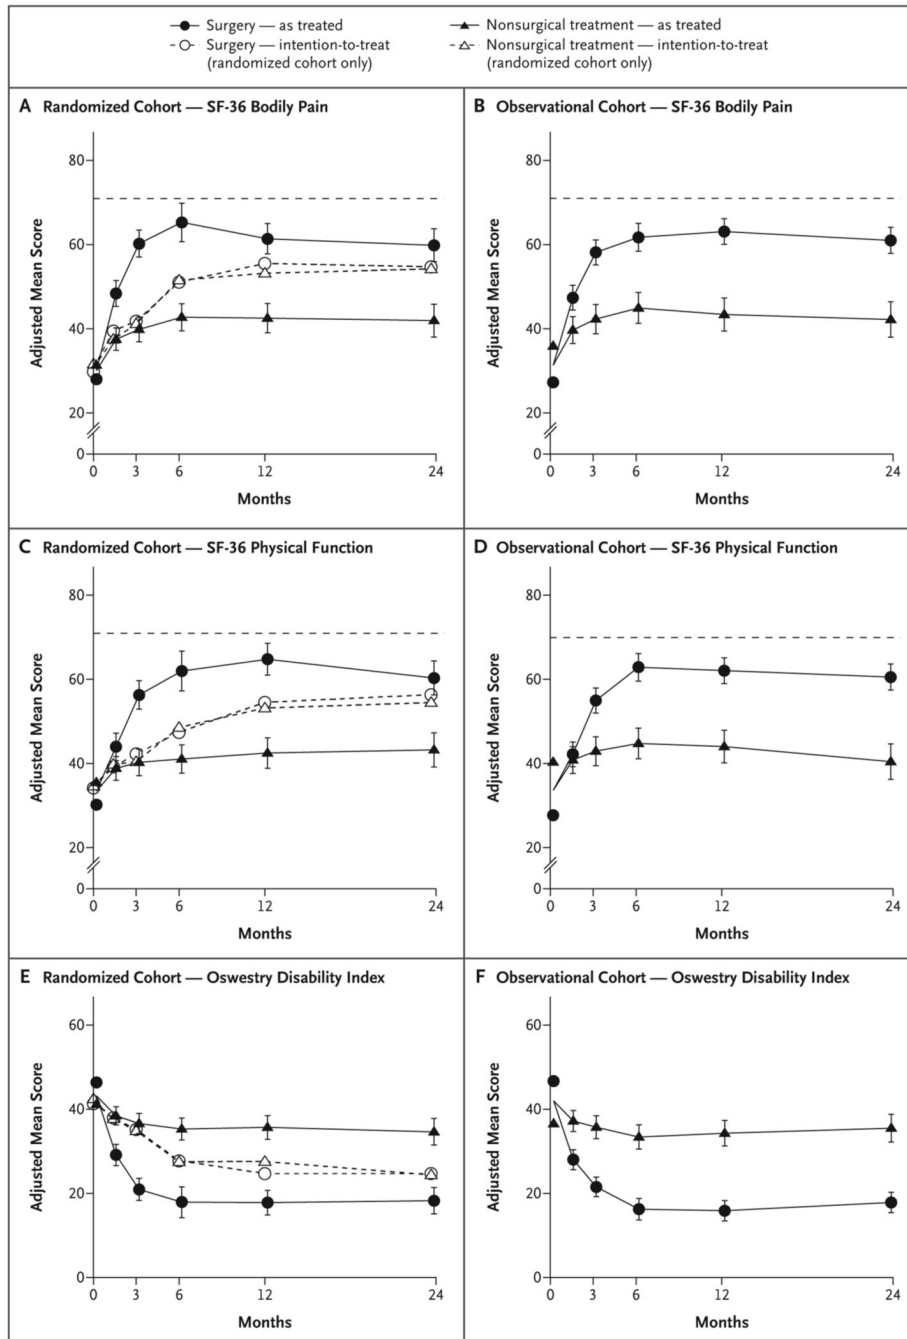 Surgery — as treated
Surgery — intention-to-treat
(randomized cohort only)
Nonsurgical treatment — as treated
Nonsurgical treatment — intention-to-treat
(randomized cohort only)
A Randomized Cohort — SF-36 Bodily Pain
80
60
40
20
0
Adjusted Mean Score
0 3 6 12 24
Months
B Observational Cohort — SF-36 Bodily Pain
80
60
40
20
0
Adjusted Mean Score
0 3 6 12 24
Months
C Randomized Cohort — SF-36 Physical Function
80
60
40
20
0
Adjusted Mean Score
0 3 6 12 24
Months
D Observational Cohort — SF-36 Physical Function
80
60
40
20
0
Adjusted Mean Score
0 3 6 12 24
Months
E Randomized Cohort — Oswestry Disability Index
60
40
20
0
Adjusted Mean Score
0 3 6 12 24
Months
F Observational Cohort — Oswestry Disability Index
60
40
20
0
Adjusted Mean Score
0 3 6 12 24
Months